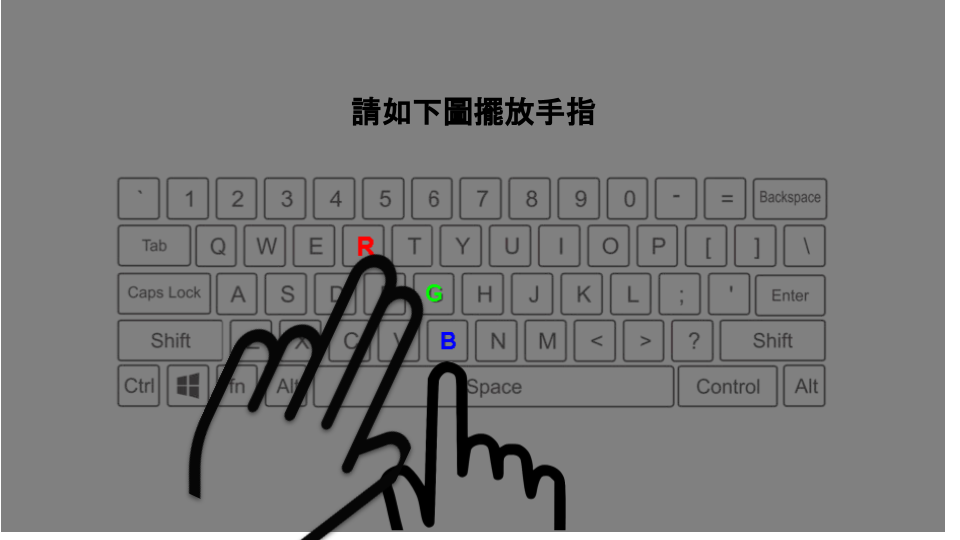 請如下圖擺放手指
` 1 2 3 4 5 6 7 8 9 0 - = Backspace
Tab Q W E R T Y U I O P [ ] \
Caps Lock A S D G H J K L ; ' Enter
Shift X C V B N M < > ? Shift
Ctrl fn Alt Space Control Alt